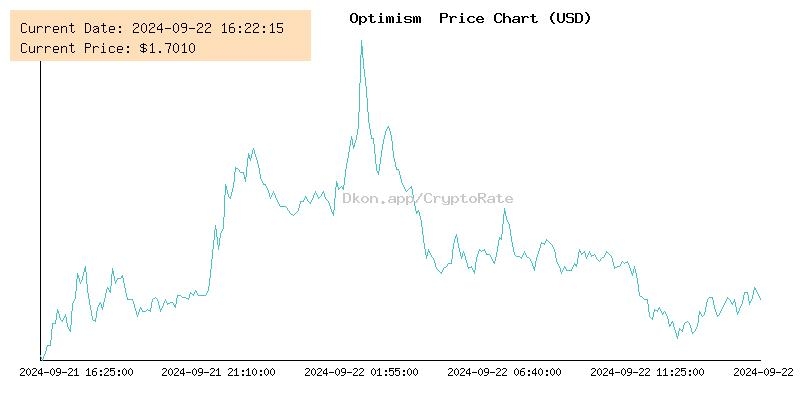 Optimism  Price Chart (USD)
Current Date: 2024-09-22 16:22:15
Current Price: $1.7010
Dkon.app/CryptoRate
2024-09-21 16:25:00 2024-09-21 21:10:00 2024-09-22 01:55:00 2024-09-22 06:40:00 2024-09-22 11:25:00 2024-09-22